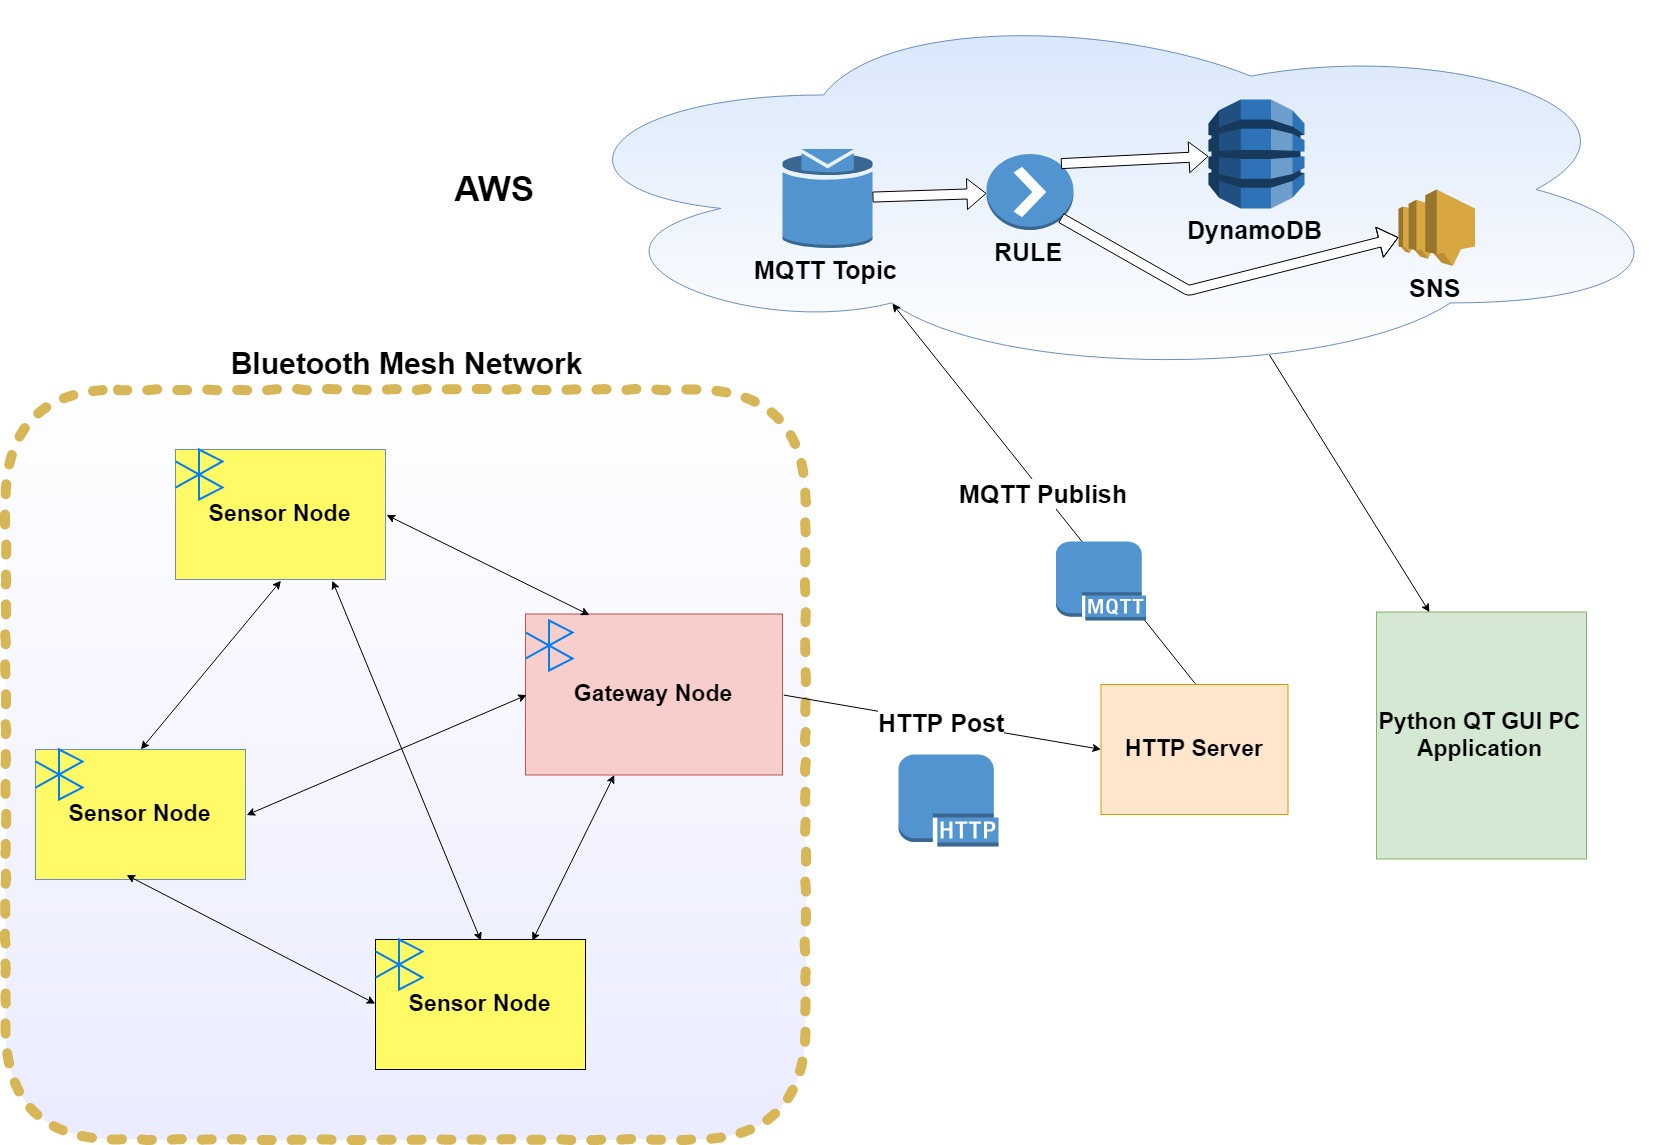 AWS
MQTT Topic
RULE
DynamoDB
SNS
Bluetooth Mesh Network
Sensor Node
MQTT Publish
MQTT
Gateway Node
HTTP Post
HTTP
HTTP Server
Python QT GUI PC
Application
Sensor Node
Sensor Node